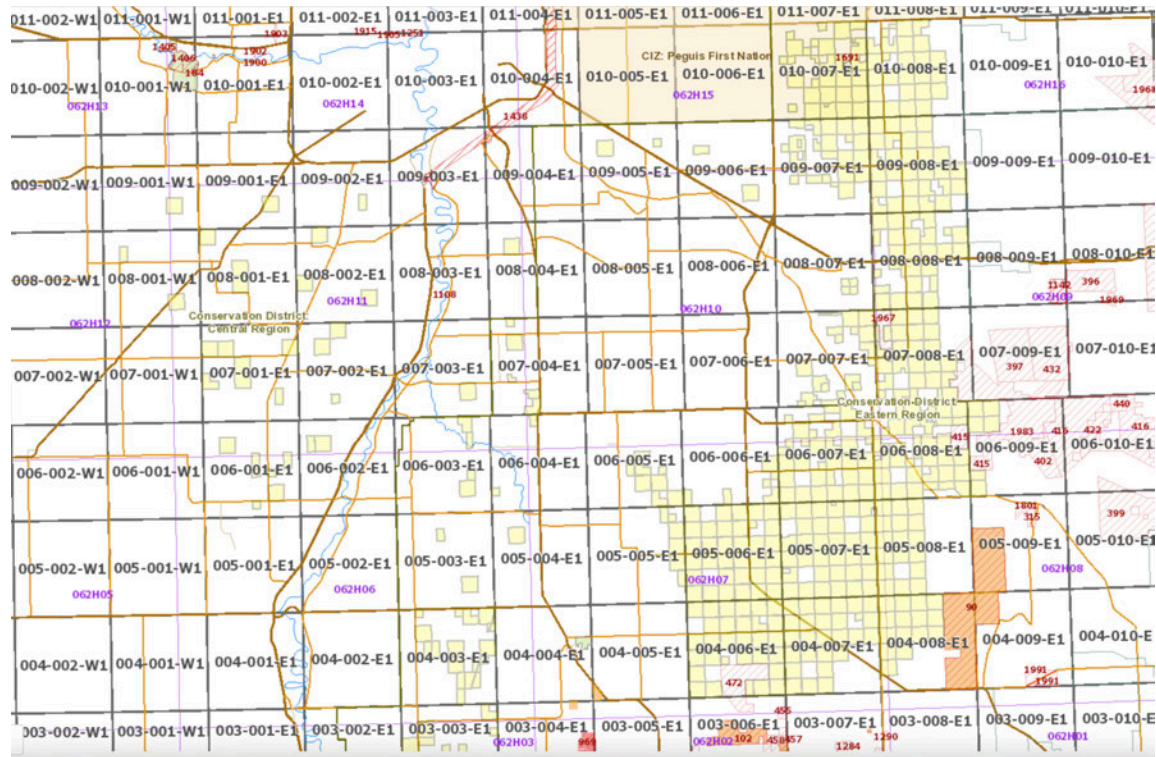 011-002-W1 011-001-W1 011-001-E1 011-002-E1 011-003-E1 011-004-E1 011-005-E1 011-006-E1 011-007-E1 011-008-E1 011-009-E1 011-010-E1
1903 1915 1905 1251
1405 1902
1406 1900
184
CIZ: Peguis First Nation 1691
010-002-W1 010-001-W1 010-001-E1 010-002-E1 010-003-E1 010-004-E1 010-005-E1 010-006-E1 010-007-E1 010-008-E1 010-009-E1 010-010-E1
062H13 062H14 062H15 062H16 1968
1438
009-002-W1 009-001-W1 009-001-E1 009-002-E1 009-003-E1 009-004-E1 009-005-E1 009-006-E1 009-007-E1 009-008-E1 009-009-E1 009-010-E1
008-002-W1 008-001-W1 008-001-E1 008-002-E1 008-003-E1 008-004-E1 008-005-E1 008-006-E1 008-007-E1 008-008-E1 008-009-E1 008-010-E1
1142 396
1108
062H12 062H11 062H10 062H09 1969
Conservation District:
Central Region
1967
007-002-W1 007-001-W1 007-001-E1 007-002-E1 007-003-E1 007-004-E1 007-005-E1 007-006-E1 007-007-E1 007-008-E1 007-009-E1 007-010-E1
397 432
Conservation District:
Eastern Region
440
415 1983 416 422 416
006-002-W1 006-001-W1 006-001-E1 006-002-E1 006-003-E1 006-004-E1 006-005-E1 006-006-E1 006-007-E1 006-008-E1 006-009-E1 006-010-E1
415 402
1801
315 399
005-002-W1 005-001-W1 005-001-E1 005-002-E1 005-003-E1 005-004-E1 005-005-E1 005-006-E1 005-007-E1 005-008-E1 005-009-E1 005-010-E1
062H05 062H06 062H07 062H08
90
004-002-W1 004-001-W1 004-001-E1 004-002-E1 004-003-E1 004-004-E1 004-005-E1 004-006-E1 004-007-E1 004-008-E1 004-009-E1 004-010-E
1991
472 1991
455
003-002-W1 003-001-W1 003-001-E1 003-002-E1 003-003-E1 003-004-E1 003-005-E1 003-006-E1 003-007-E1 003-008-E1 003-009-E1 003-010-E
062H03 969 062H02 102 458 457 1284 1290 062H01